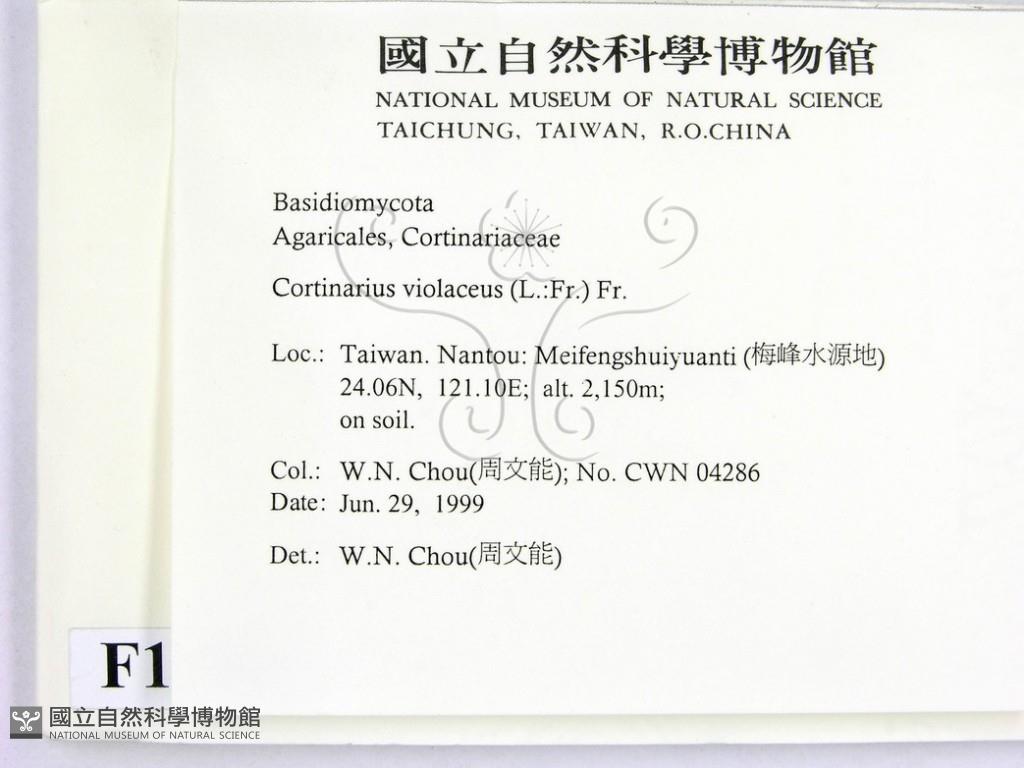 國立自然科學博物館
NATIONAL MUSEUM OF NATURAL SCIENCE
TAICHUNG, TAIWAN, R.O.CHINA
Basidiomycota
Agaricales, Cortinariaceae
Cortinarius violaceus (L.:Fr.) Fr.
Loc.: Taiwan. Nantou: Meifengshuiyuanti (梅峰水源地)
24.06N, 121.10E; alt. 2,150m;
on soil.
Col.: W.N. Chou(周文能); No. CWN 04286
Date: Jun. 29, 1999
Det.: W.N. Chou(周文能)
F1
國立自然科學博物館
NATIONAL MUSEUM OF NATURAL SCIENCE